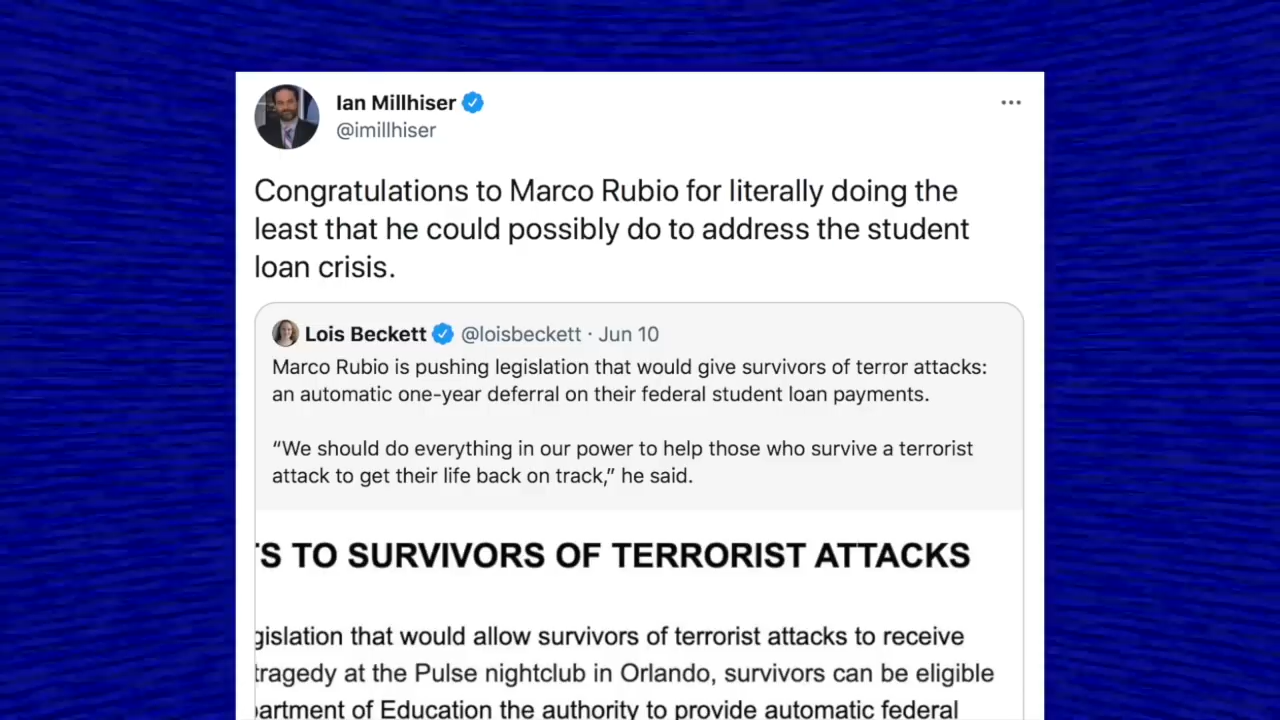 Ian Millhiser
@imillhiser
Congratulations to Marco Rubio for literally doing the
least that he could possibly do to address the student
loan crisis.
Lois Beckett @loisbeckett · Jun 10
Marco Rubio is pushing legislation that would give survivors of terror attacks:
an automatic one-year deferral on their federal student loan payments.
“We should do everything in our power to help those who survive a terrorist
attack to get their life back on track,” he said.
TS TO SURVIVORS OF TERRORIST ATTACKS
gislation that would allow survivors of terrorist attacks to receive
tragedy at the Pulse nightclub in Orlando, survivors can be eligible
partment of Education the authority to provide automatic federal